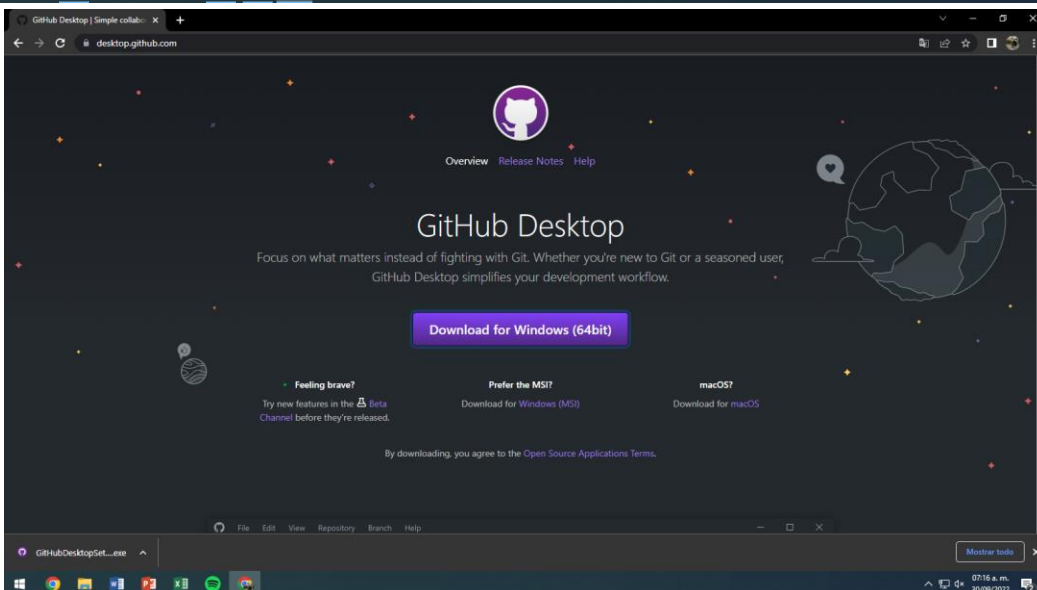 GitHub Desktop | Simple collabo
desktop.github.com
Overview Release Notes Help
GitHub Desktop
Focus on what matters instead of fighting with Git. Whether you're new to Git or a seasoned user,
GitHub Desktop simplifies your development workflow.
Download for Windows (64bit)
Feeling brave?
Try new features in the Beta
Channel before they're released.
Prefer the MSI?
Download for Windows (MSI)
macOS?
Download for macOS
By downloading, you agree to the Open Source Applications Terms.
File Edit View Repository Branch Help
GitHubDesktopSet....exe
Mostrar todo
07:16 a. m.
30/09/2022